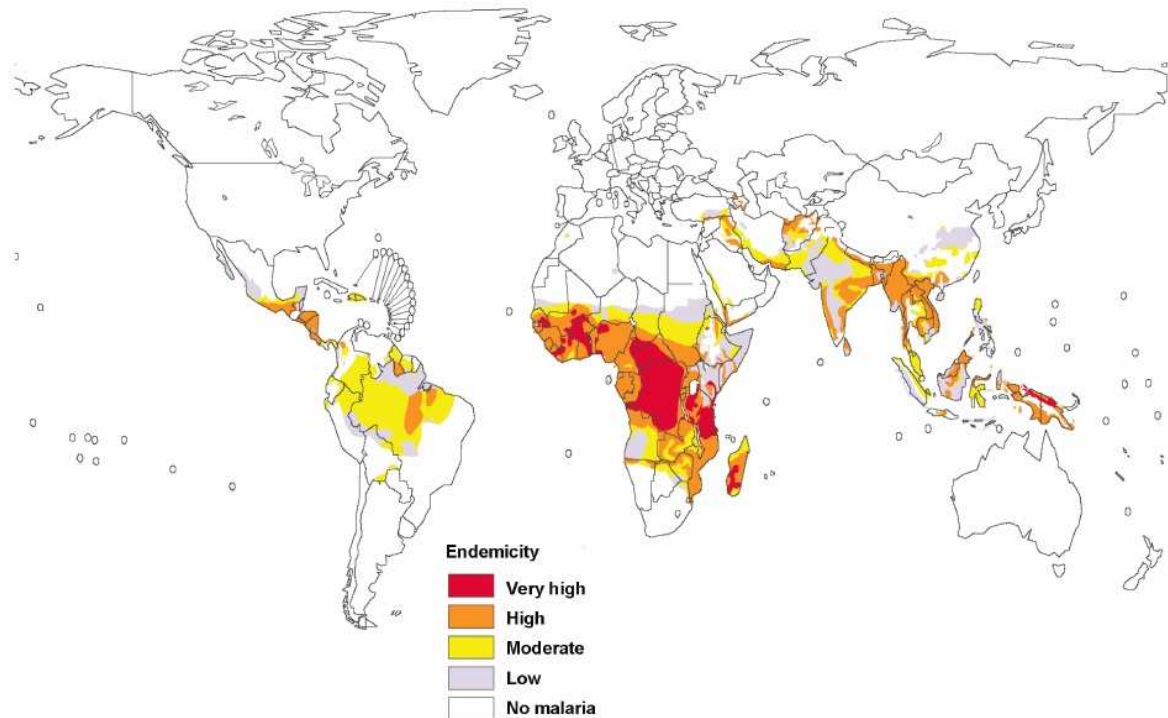 Endemicity
Very high
High
Moderate
Low
No malaria